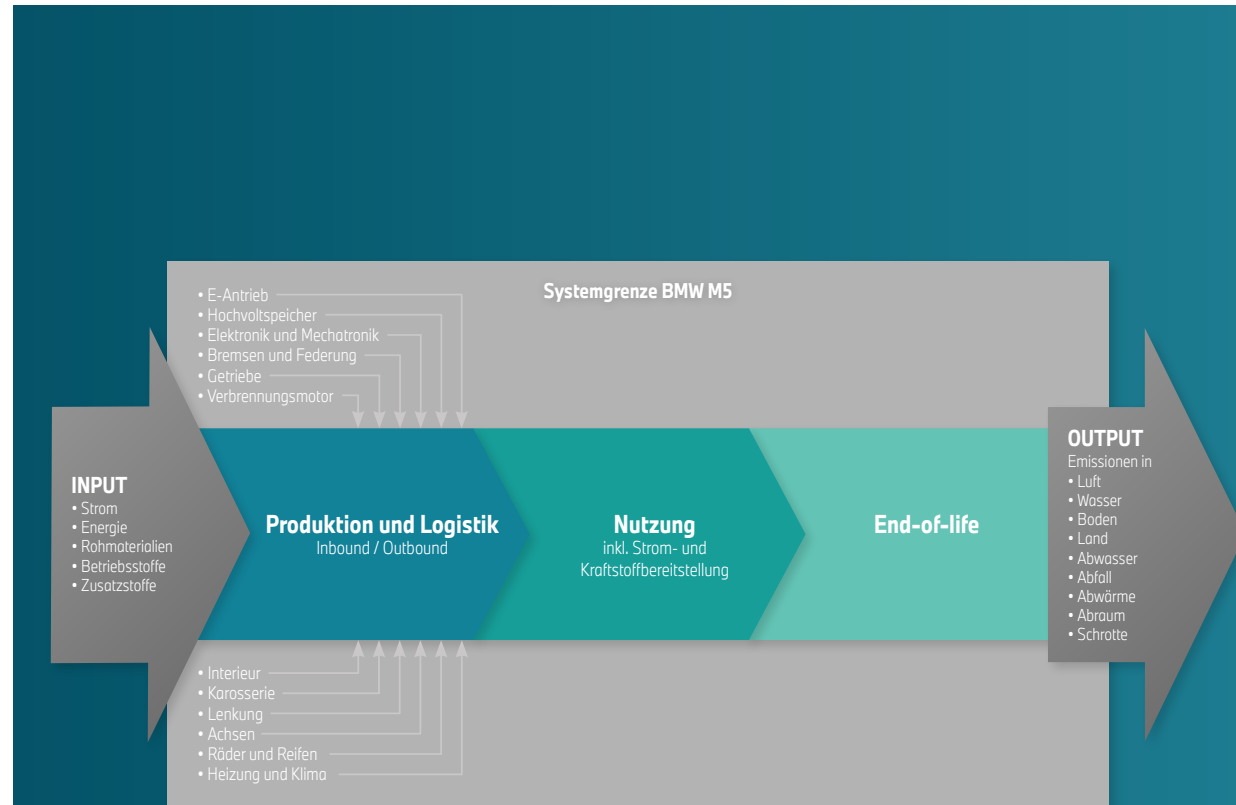 Systemgrenze BMW M5
• E-Antrieb
• Hochvoltspeicher
• Elektronik und Mechatronik
• Bremsen und Federung
• Getriebe
• Verbrennungsmotor
INPUT
• Strom
• Energie
• Rohmaterialien
• Betriebsstoffe
• Zusatzstoffe
Produktion und Logistik
Inbound / Outbound
Nutzung
inkl. Strom- und
Kraftstoffbereitstellung
End-of-life
OUTPUT
Emissionen in
• Luft
• Wasser
• Boden
• Land
• Abwasser
• Abfall
• Abwärme
• Abraum
• Schrotte
• Interieur
• Karosserie
• Lenkung
• Achsen
• Räder und Reifen
• Heizung und Klima